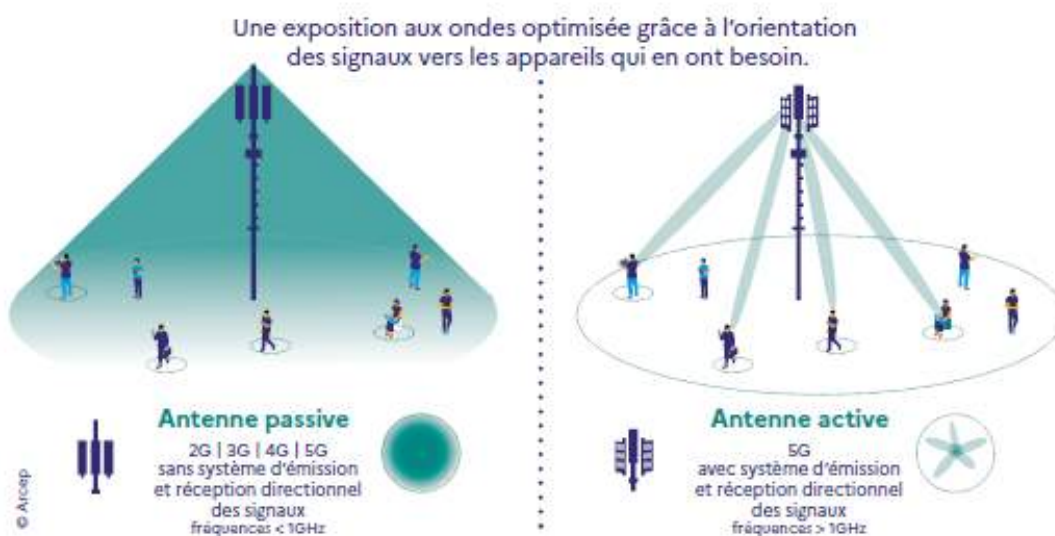 Une exposition aux ondes optimisée grâce à l'orientation
des signaux vers les appareils qui en ont besoin.
Antenne passive
2G | 3G | 4G | 5G
sans système d'émission
et réception directionnel
des signaux
fréquences < 1GHz
Antenne active
5G
avec système d'émission
et réception directionnel
des signaux
fréquences > 1GHz
© Arcep